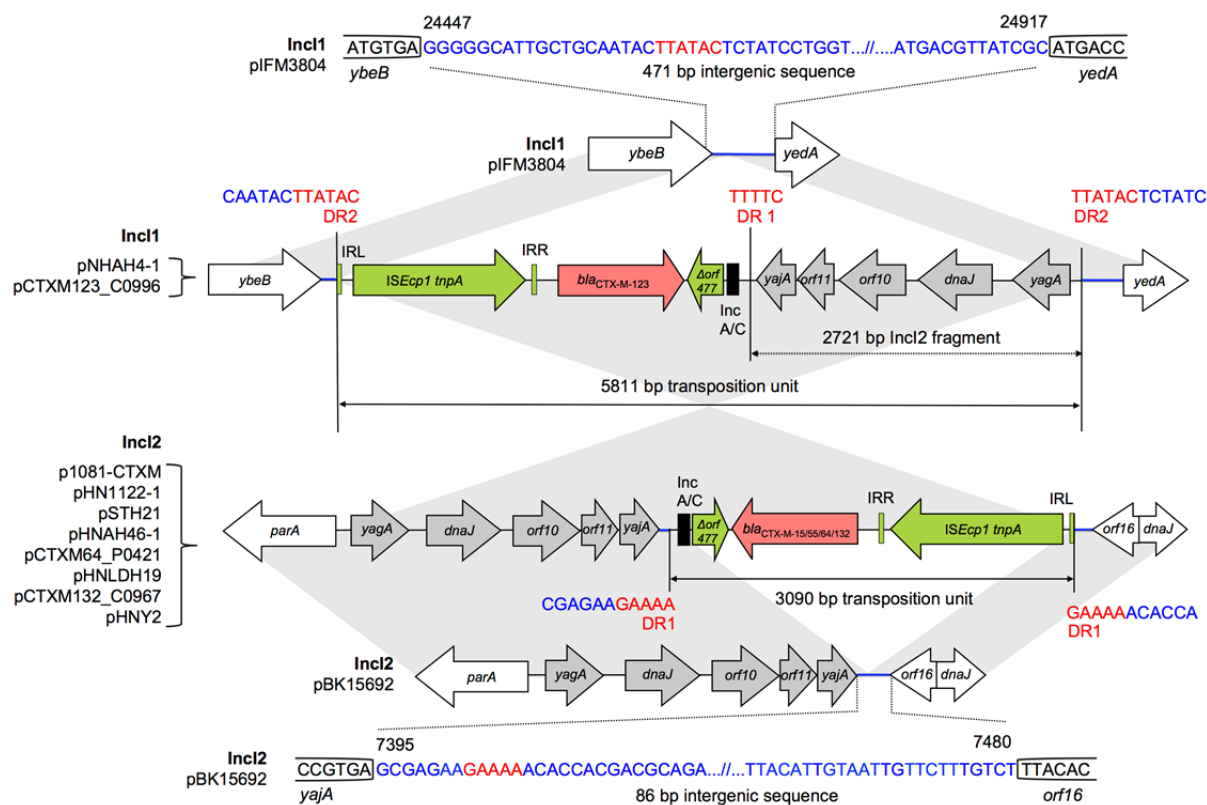 24447 24917
IncI1
pIFM3804
ATGTGA GGGGGCATTGCTGCAATACTTATACTCTATCCTGGT...//....ATGACGTTATCGC ATGACC
ybeB 471 bp intergenic sequence yedA
IncI1
pIFM3804
ybeB yedA
CAATACTTATAC TTTTC TTATACTCTATC
DR2 DR 1 DR2
IncI1
pNHAH4-1
pCTXM123_C0996
IRL IRR
ybeB ISEcp1 tnpA blaCTX-M-123 Δorf 477 yajA orf11 orf10 dnaJ yagA yedA
Inc
A/C
2721 bp IncI2 fragment
5811 bp transposition unit
IncI2
p1081-CTXM
pHN1122-1
pSTH21
pHNAH46-1
pCTXM64_P0421
pHNLDH19
pCTXM132_C0967
pHNY2
Inc
A/C
IRR IRL
parA yagA dnaJ orf10 orf11 yajA Δorf 477 blaCTX-M-15/55/64/132 ISEcp1 tnpA orf16 dnaJ
3090 bp transposition unit
CGAGAAGAAAA GAAAAACACCA
DR1 DR1
IncI2
pBK15692
parA yagA dnaJ orf10 orf11 yajA orf16 dnaJ
7395 7480
IncI2
pBK15692
CCGTGA GCGAGAAGAAAAACACCACGACGCAGA...//...TTACATTGTAATTGTTCTTTGTCT TTACAC
yajA 86 bp intergenic sequence orf16